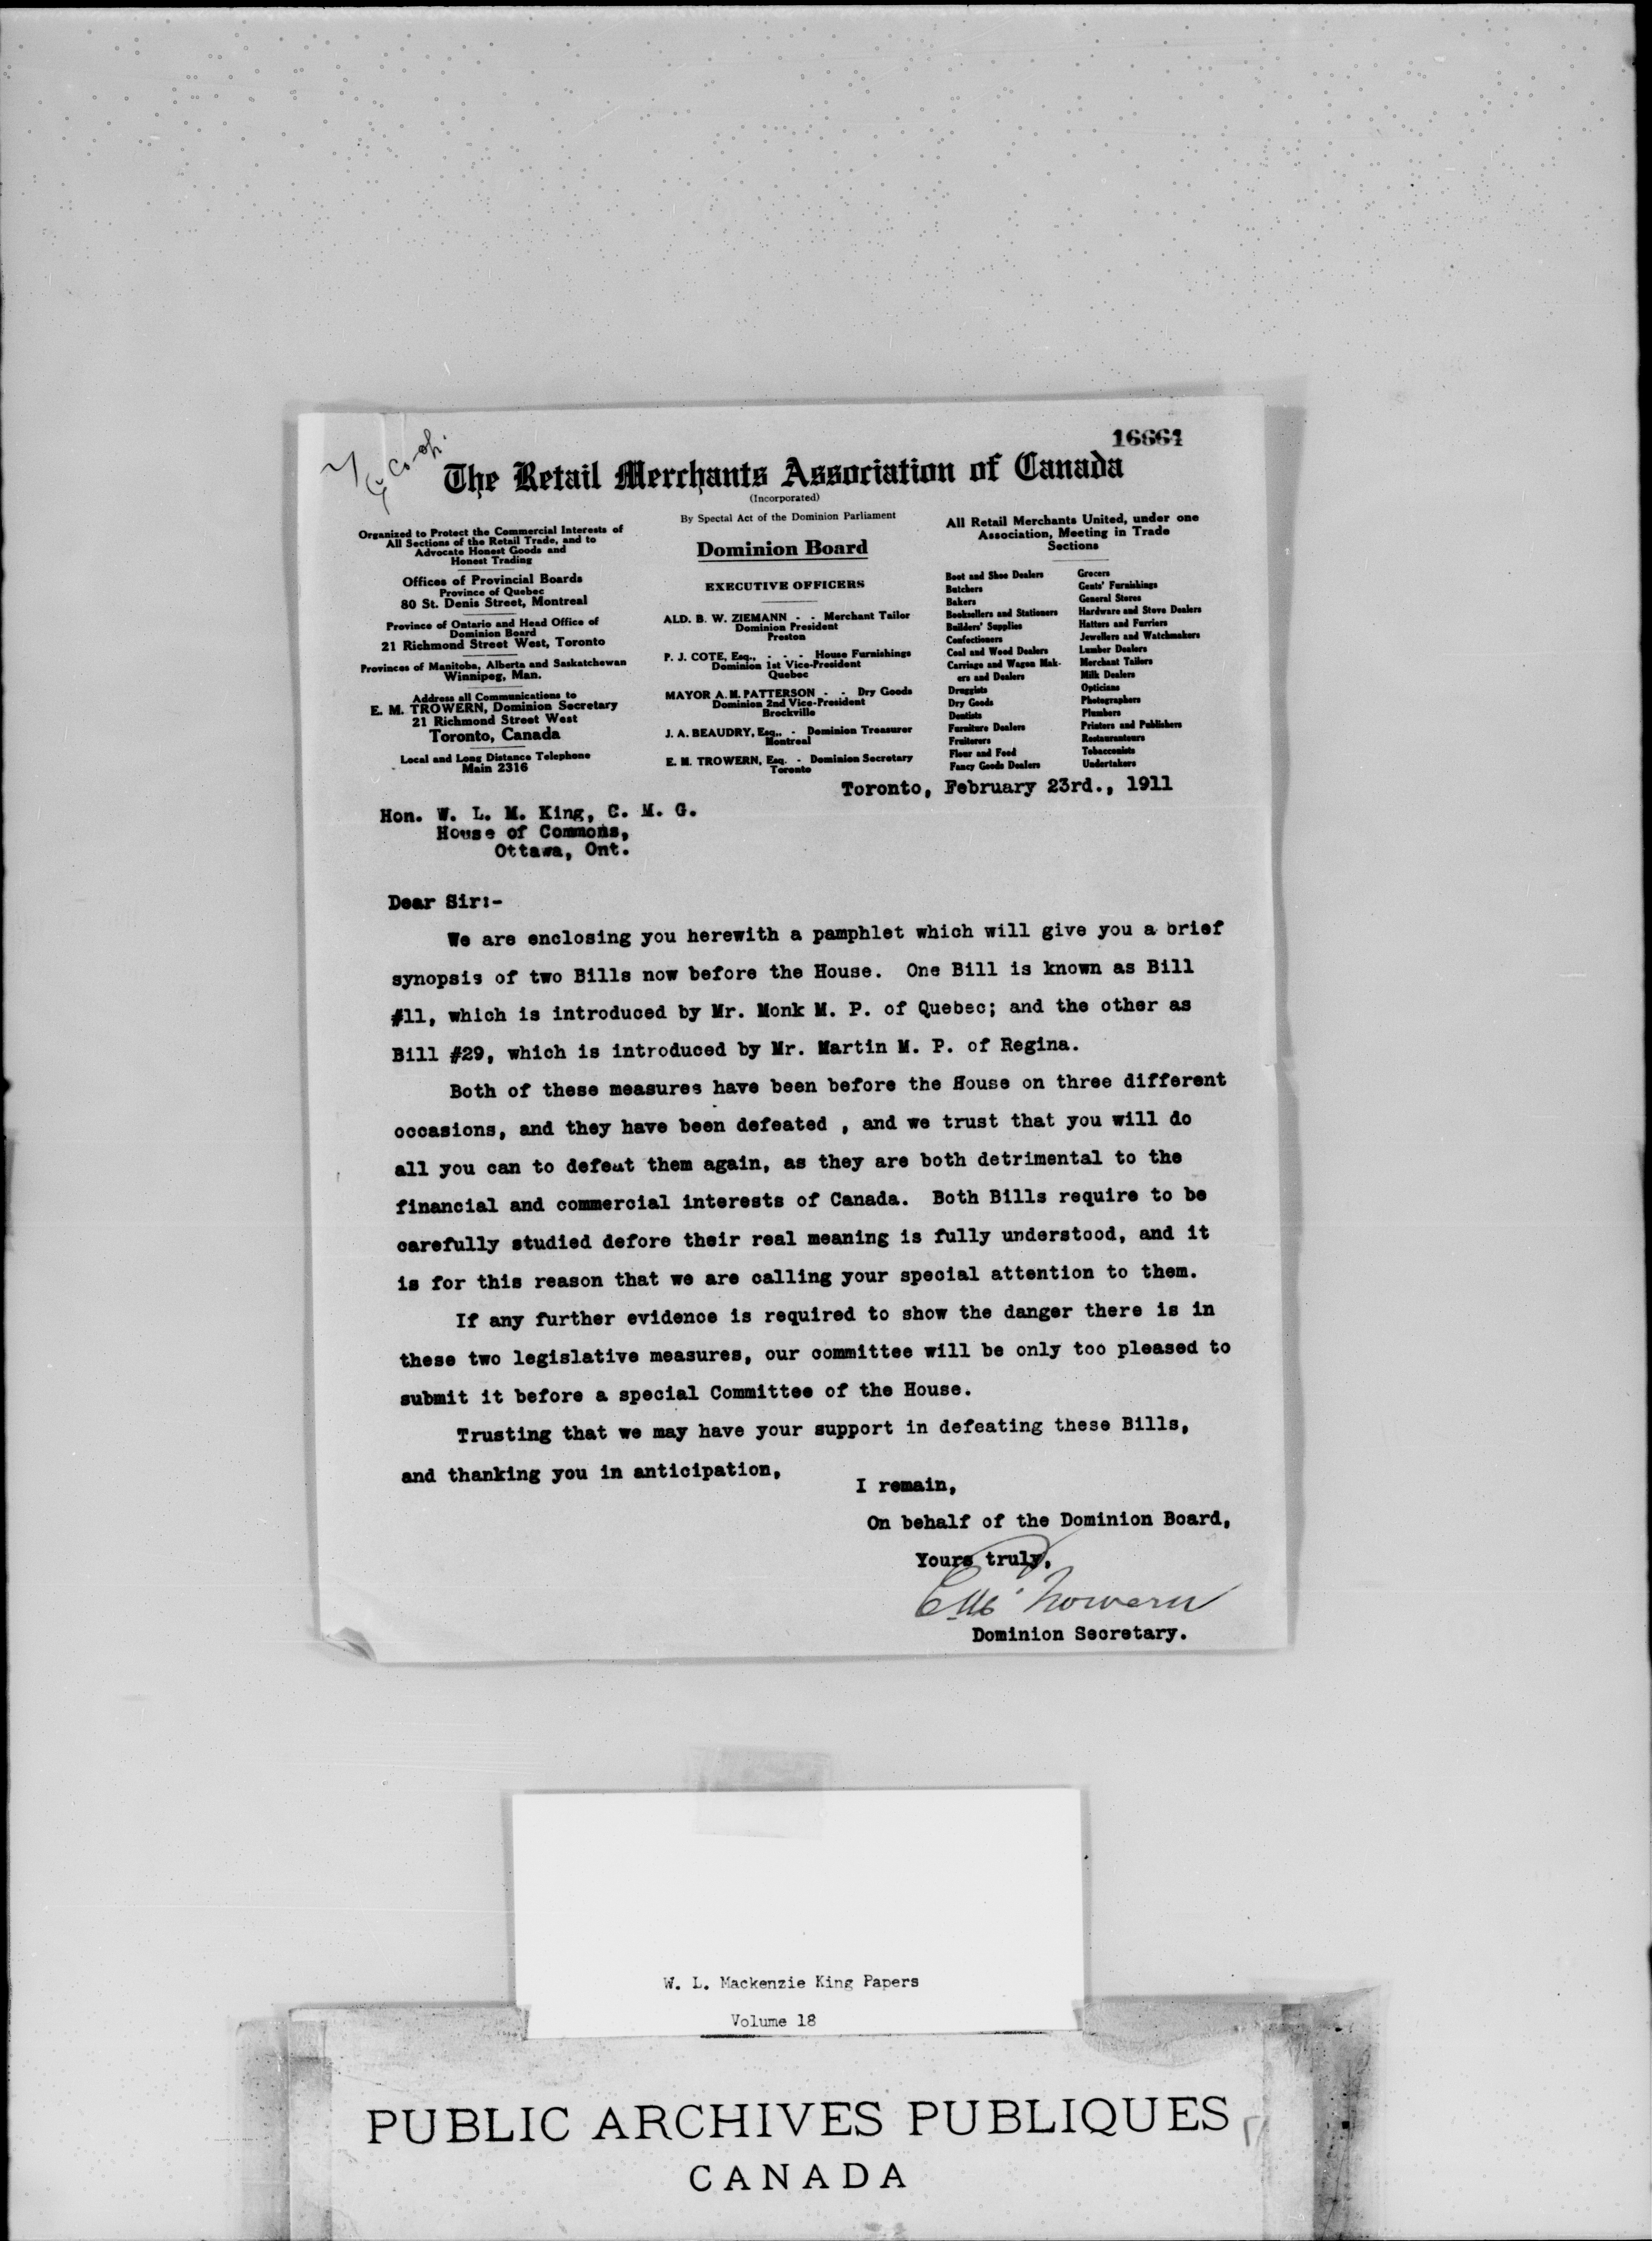 16664
Co-op.
The Retail Merchants Association of Canada
(Incorporated)
By Special Act of the Dominion Parliament
Organized to Protect the Commercial Interests of
All Sections of the Retail Trade, and to
Advocate Honest Goods and
Honest Trading
Offices of Provincial Boards
Province of Quebec
80 St. Denis Street, Montreal
Province of Ontario and Head Office of
Dominion Board
21 Richmond Street West, Toronto
Provinces of Manitoba, Alberta and Saskatchewan
Winnipeg, Man.
Address all Communications to
E. M. TROWERN, Dominion Secretary
21 Richmond Street West
Toronto, Canada
Local and Long Distance Telephone
Main 2316
Dominion Board
EXECUTIVE OFFICERS
ALD. B. W. ZIEMANN - - Merchant Tailor
Dominion President
Preston
P. J. COTE, Esq., - - - House Furnishings
Dominion 1st Vice-President
Quebec
MAYOR A. M. PATTERSON - - Dry Goods
Dominion 2nd Vice-President
Brockville
J. A. BEAUDRY, Esq., - Dominion Treasurer
Montreal
E. M. TROWERN, Esq. - Dominion Secretary
Toronto
All Retail Merchants United, under one
Association, Meeting in Trade
Sections
Boot and Shoe Dealers
Butchers
Bakers
Booksellers and Stationers
Builders' Supplies
Confectioners
Coal and Wood Dealers
Carriage and Wagon Mak-
ers and Dealers
Druggists
Dry Goods
Dentists
Furniture Dealers
Fruiterers
Flour and Feed
Fancy Goods Dealers
Grocers
Gents' Furnishings
General Stores
Hardware and Stove Dealers
Hatters and Furriers
Jewellers and Watchmakers
Lumber Dealers
Merchant Tailors
Milk Dealers
Opticians
Photographers
Plumbers
Printers and Publishers
Restauranteurs
Tobacconists
Undertakers
Toronto, February 23rd., 1911
Hon. W. L. M. King, C. M. G.
House of Commons,
Ottawa, Ont.
Dear Sir:-
We are enclosing you herewith a pamphlet which will give you a brief
synopsis of two Bills now before the House. One Bill is known as Bill
#11, which is introduced by Mr. Monk M. P. of Quebec; and the other as
Bill #29, which is introduced by Mr. Martin M. P. of Regina.
Both of these measures have been before the House on three different
occasions, and they have been defeated , and we trust that you will do
all you can to defeat them again, as they are both detrimental to the
financial and commercial interests of Canada. Both Bills require to be
carefully studied defore their real meaning is fully understood, and it
is for this reason that we are calling your special attention to them.
If any further evidence is required to show the danger there is in
these two legislative measures, our committee will be only too pleased to
submit it before a special Committee of the House.
Trusting that we may have your support in defeating these Bills,
and thanking you in anticipation,
I remain,
On behalf of the Dominion Board,
Yours truly,
E M Trowern
Dominion Secretary.
W. L. Mackenzie King Papers
Volume 18
PUBLIC ARCHIVES PUBLIQUES
CANADA